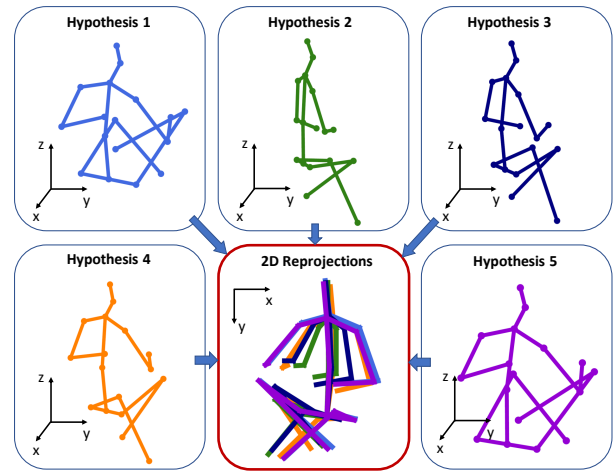 Hypothesis 1
z
y
x
Hypothesis 2
z
y
x
Hypothesis 3
z
y
x
Hypothesis 4
z
y
x
2D Reprojections
x
y
Hypothesis 5
z
y
x